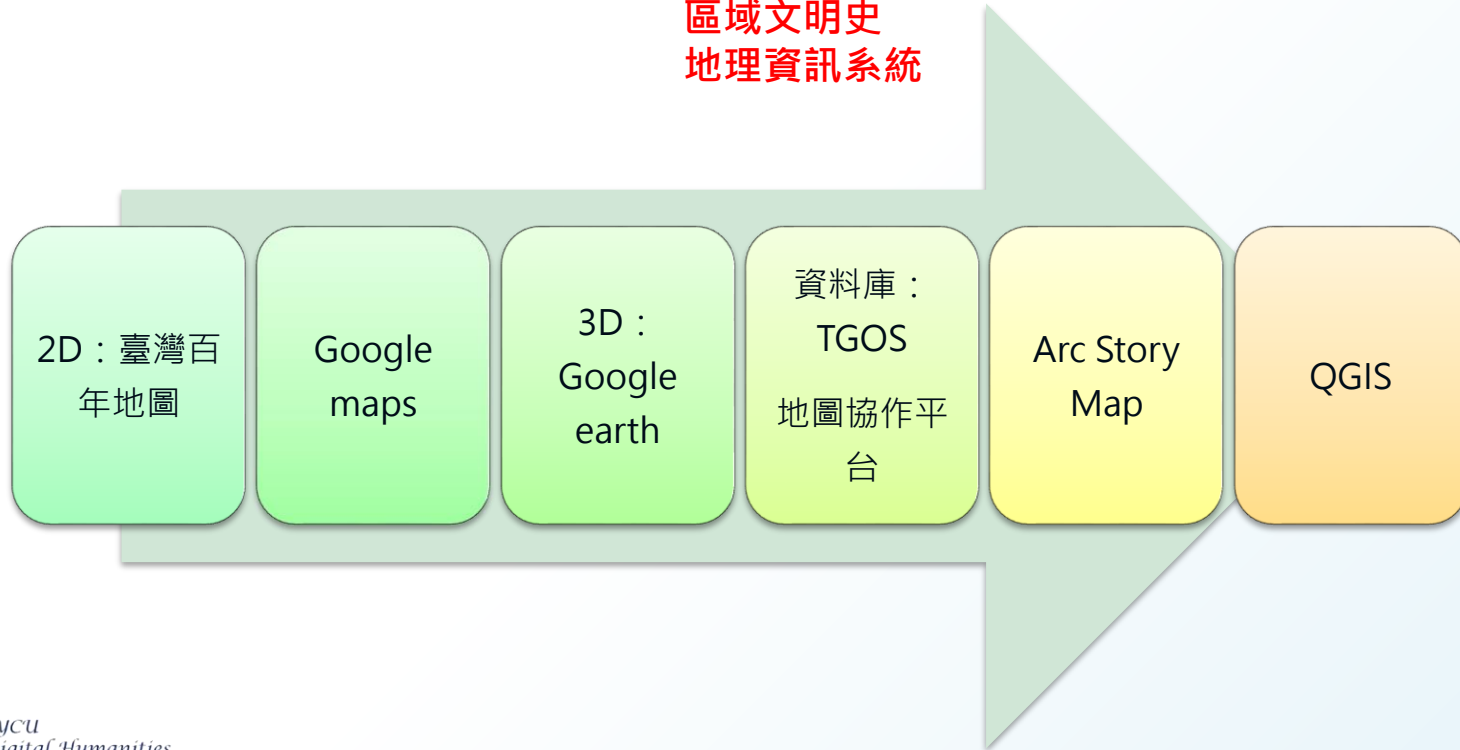 區域文明史
地理資訊系統
2D：臺灣百
年地圖
Google
maps
3D：
Google
earth
資料庫：
TGOS
地圖協作平
台
Arc Story
Map
QGIS
Humanities